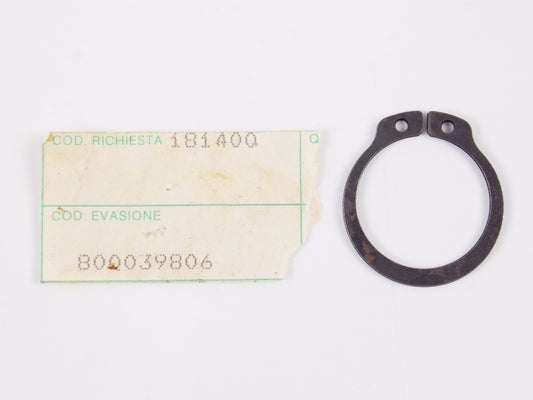 COD. RICHIESTA 181400 Q
COD. EVASIONE
800039806